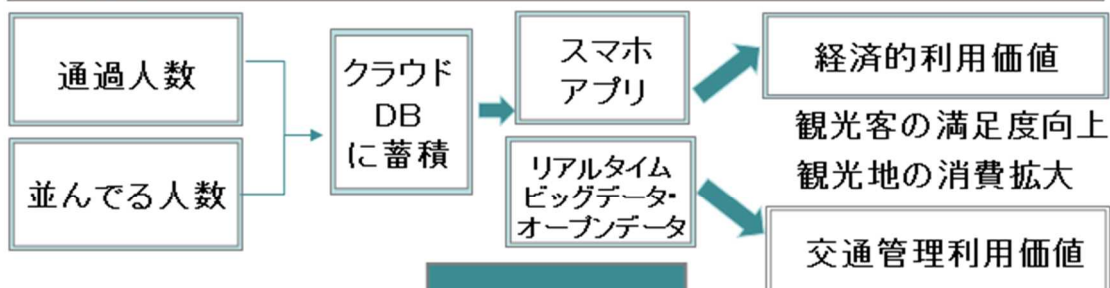 通過人数
並んでる人数
クラウド
DB
に蓄積
スマホ
アプリ
リアルタイム
ビッグデータ・
オープンデータ
経済的利用価値
観光客の満足度向上
観光地の消費拡大
交通管理利用価値